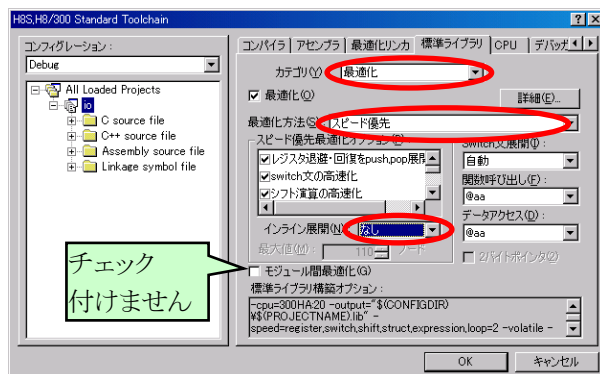 H8S,H8/300 Standard Toolchain
コンフィグレーション:
Debug
All Loaded Projects
io
C source file
C++ source file
Assembly source file
Linkage symbol file
コンパイラ アセンブラ 最適化リンカ 標準ライブラリ CPU デバッガ
カテゴリ(Y): 最適化
最適化(O)
詳細(E)...
最適化方法(S): スピード優先
スピード優先最適化オプション
レジスタ退避・回復をpush,pop展開
switch文の高速化
シフト演算の高速化
インライン展開(N): なし
最大値(M): 110 ノード
Switch文展開(I):
自動
関数呼び出し(F):
@aa
データアクセス(D):
@aa
2バイトポインタ(2)
モジュール間最適化(G)
標準ライブラリ構築オプション:
-cpu=300HA:20 -output="$(CONFIGDIR)
¥$(PROJECTNAME).lib" -
speed=register,switch,shift,struct,expression,loop=2 -volatile -
チェック
付けません
OK キャンセル